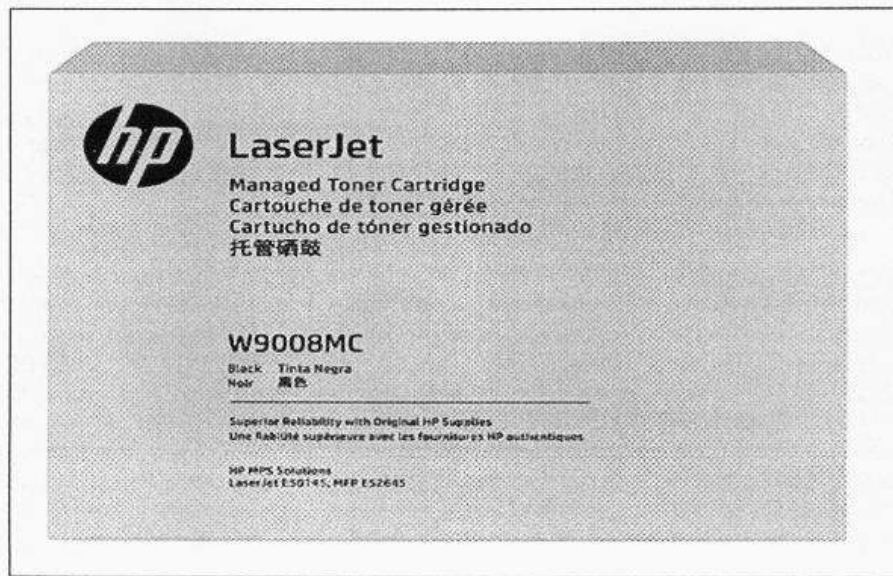 hp
LaserJet
Managed Toner Cartridge
Cartouche de toner gérée
Cartucho de tóner gestionado
托管硒鼓
W9008MC
Black Tinta Negra
Noir 黑色
Superior Reliability with Original HP Supplies
Une fiabilité supérieure avec les fournitures HP authentiques
HP MPS Solutions
LaserJet E50145, MFP E52645